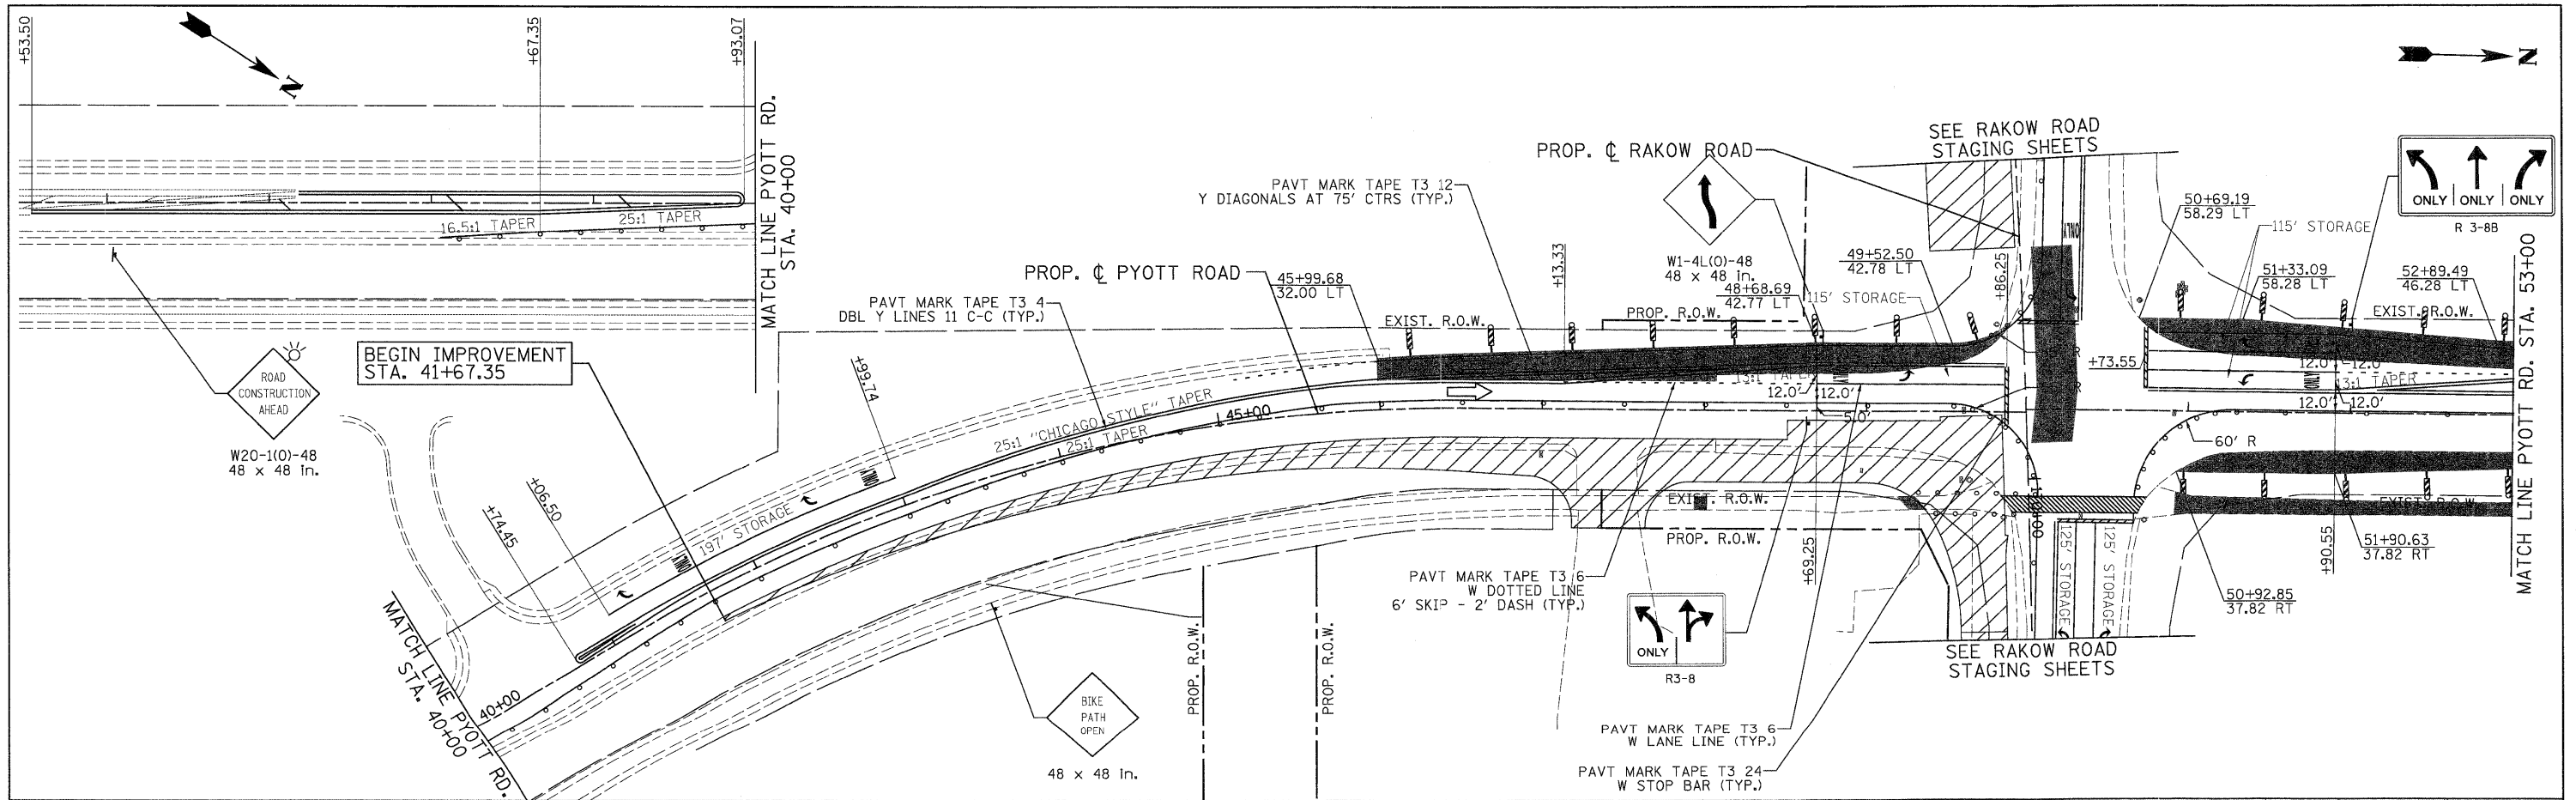 +53.50
+67.35
+93.07
N
MATCH LINE PYOTT RD.
STA. 40+00
16.5:1 TAPER
25:1 TAPER
ROAD
CONSTRUCTION
AHEAD
W20-1(O)-48
48 x 48 in.
BEGIN IMPROVEMENT
STA. 41+67.35
MATCH LINE PYOTT RD.
STA. 40+00
40+00
+74.45
+06.50
+99.74
197' STORAGE
ONLY
ONLY
25:1 "CHICAGO STYLE" TAPER
25:1 TAPER
45+00
PAVT MARK TAPE T3 4
DBL Y LINES 11 C-C (TYP.)
PROP. ℄ PYOTT ROAD
PAVT MARK TAPE T3 12
Y DIAGONALS AT 75' CTRS (TYP.)
45+99.68
32.00 LT
EXIST. R.O.W.
+13.33
PROP. R.O.W.
PROP. ℄ RAKOW ROAD
W1-4L(O)-48
48 x 48 in.
48+68.69
42.77 LT
115' STORAGE
49+52.50
42.78 LT
+86.25
SEE RAKOW ROAD
STAGING SHEETS
ONLY
13:1 TAPER
12.0'
12.0'
5.0'
EXIST. R.O.W.
PROP. R.O.W.
+69.25
PAVT MARK TAPE T3 6
W DOTTED LINE
6' SKIP - 2' DASH (TYP.)
ONLY
R3-8
PAVT MARK TAPE T3 6
W LANE LINE (TYP.)
PAVT MARK TAPE T3 24
W STOP BAR (TYP.)
BIKE
PATH
OPEN
48 x 48 in.
PROP. R.O.W.
PROP. R.O.W.
125' STORAGE
125' STORAGE
SEE RAKOW ROAD
STAGING SHEETS
N
ONLY ONLY ONLY
R 3-8B
50+69.19
58.29 LT
115' STORAGE
51+33.09
58.28 LT
52+89.49
46.28 LT
EXIST. R.O.W.
+73.55
12.0'
12.0'
13:1 TAPER
12.0'
12.0'
60' R
EXIST. R.O.W.
+90.55
51+90.63
37.82 RT
50+92.85
37.82 RT
MATCH LINE PYOTT RD. STA. 53+00